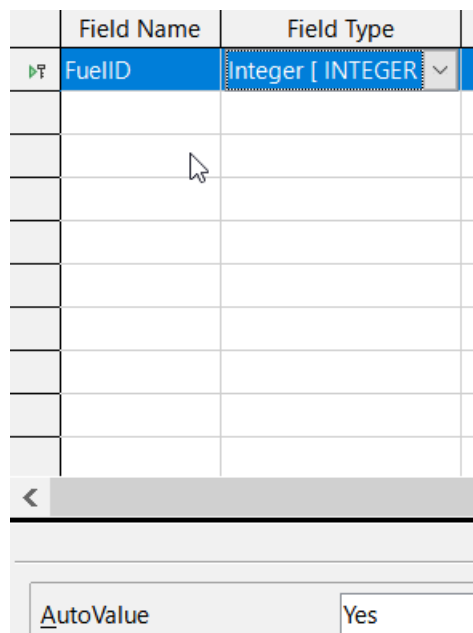 Field Name Field Type
FuelID Integer [ INTEGER
AutoValue Yes